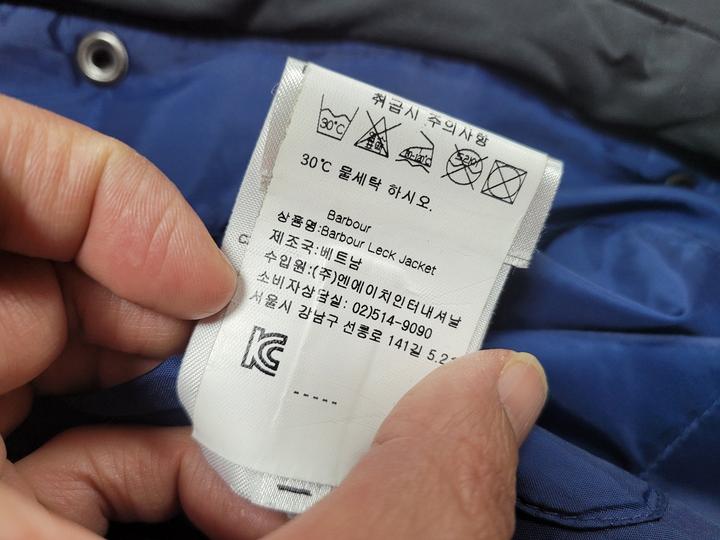 취급시 주의사항
30℃
30℃ 물세탁 하시오.
Barbour
상품명:Barbour Leck Jacket
제조국:베트남
수입원:(주)엔에이치인터내셔날
소비자상담실: 02)514-9090
서울시 강남구 선릉로 141길 5.2
-----